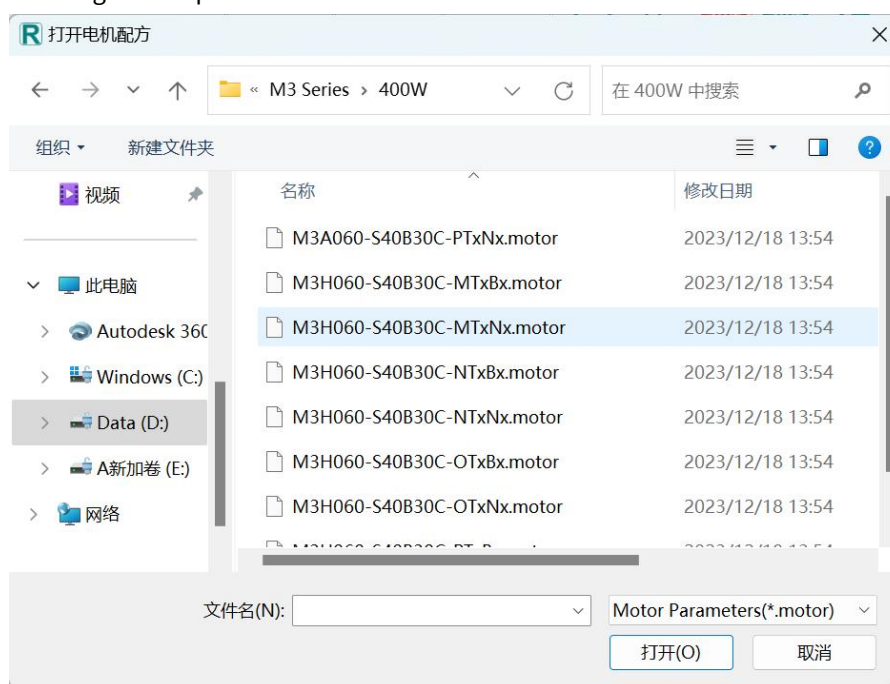 打开电机配方
« M3 Series › 400W
在 400W 中搜索
组织
新建文件夹
名称
修改日期
视频
此电脑
Autodesk 360
Windows (C:)
Data (D:)
A新加卷 (E:)
网络
M3A060-S40B30C-PTxNx.motor 2023/12/18 13:54
M3H060-S40B30C-MTxBx.motor 2023/12/18 13:54
M3H060-S40B30C-MTxNx.motor 2023/12/18 13:54
M3H060-S40B30C-NTxBx.motor 2023/12/18 13:54
M3H060-S40B30C-NTxNx.motor 2023/12/18 13:54
M3H060-S40B30C-OTxBx.motor 2023/12/18 13:54
M3H060-S40B30C-OTxNx.motor 2023/12/18 13:54
文件名(N):
Motor Parameters(*.motor)
打开(O)
取消